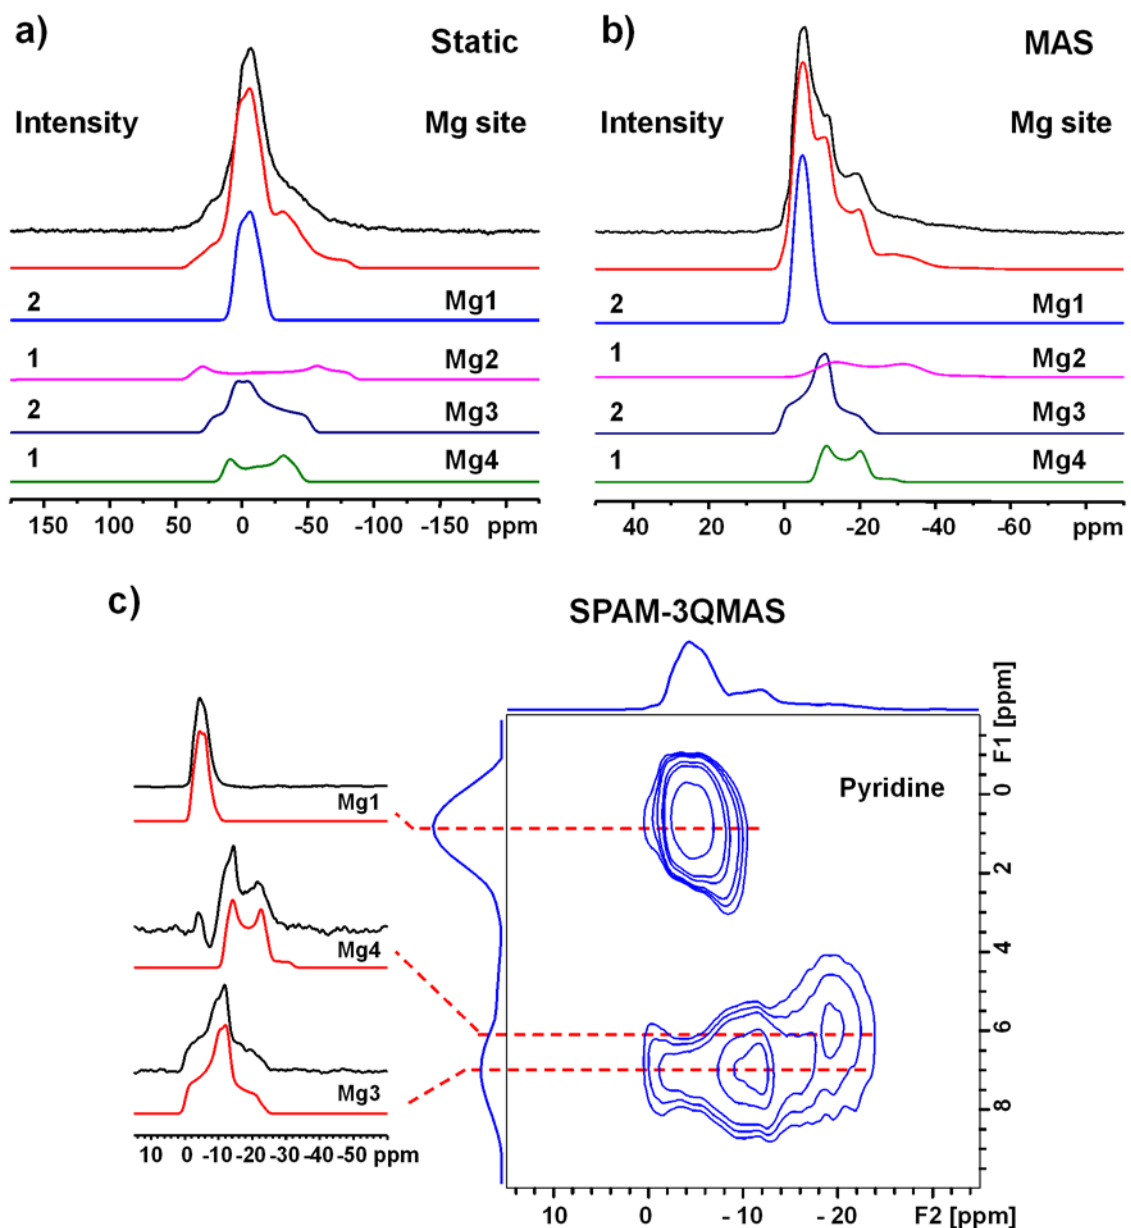 a)
Static
Intensity
Mg site
2
Mg1
1
Mg2
2
Mg3
1
Mg4
150 100 50 0 -50 -100 -150 ppm
b)
MAS
Intensity
Mg site
2
Mg1
1
Mg2
2
Mg3
1
Mg4
40 20 0 -20 -40 -60 ppm
c)
SPAM-3QMAS
Mg1
Mg4
Mg3
10 0 -10 -20 -30 -40 -50 ppm
Pyridine
F1 [ppm]
0
2
4
6
8
10 0 - 10 - 20 F2 [ppm]